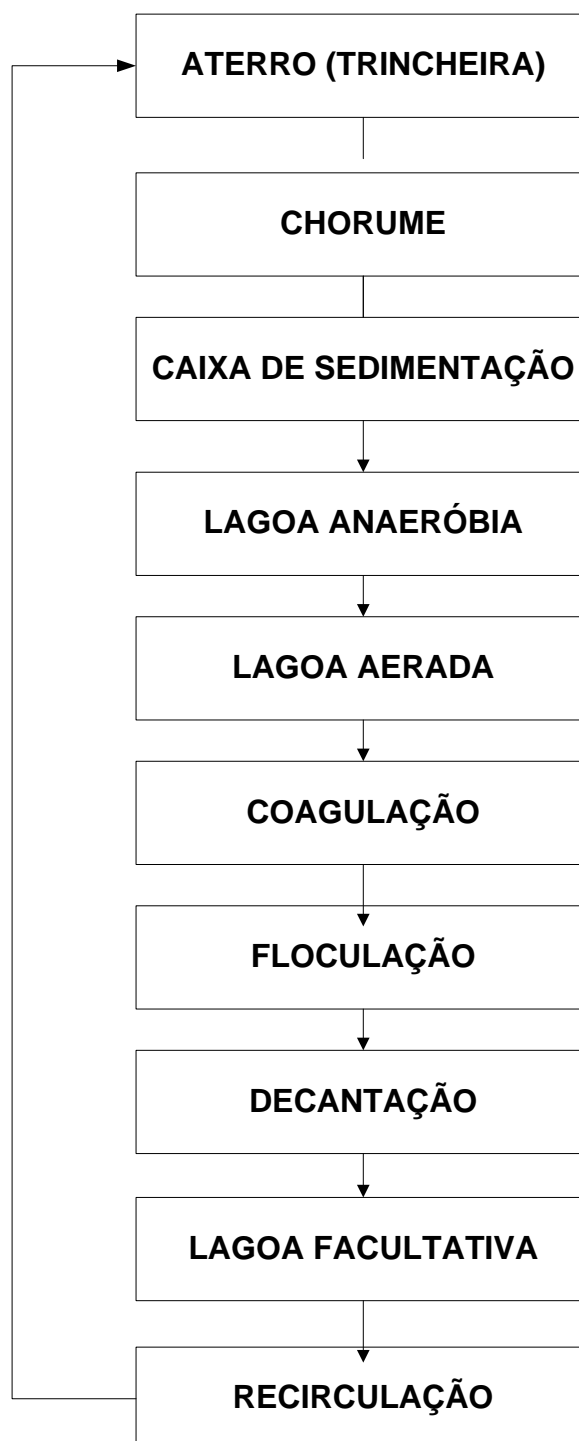 ATERRO (TRINCHEIRA)
CHORUME
CAIXA DE SEDIMENTAÇÃO
LAGOA ANAERÓBIA
LAGOA AERADA
COAGULAÇÃO
FLOCULAÇÃO
DECANTAÇÃO
LAGOA FACULTATIVA
RECIRCULAÇÃO